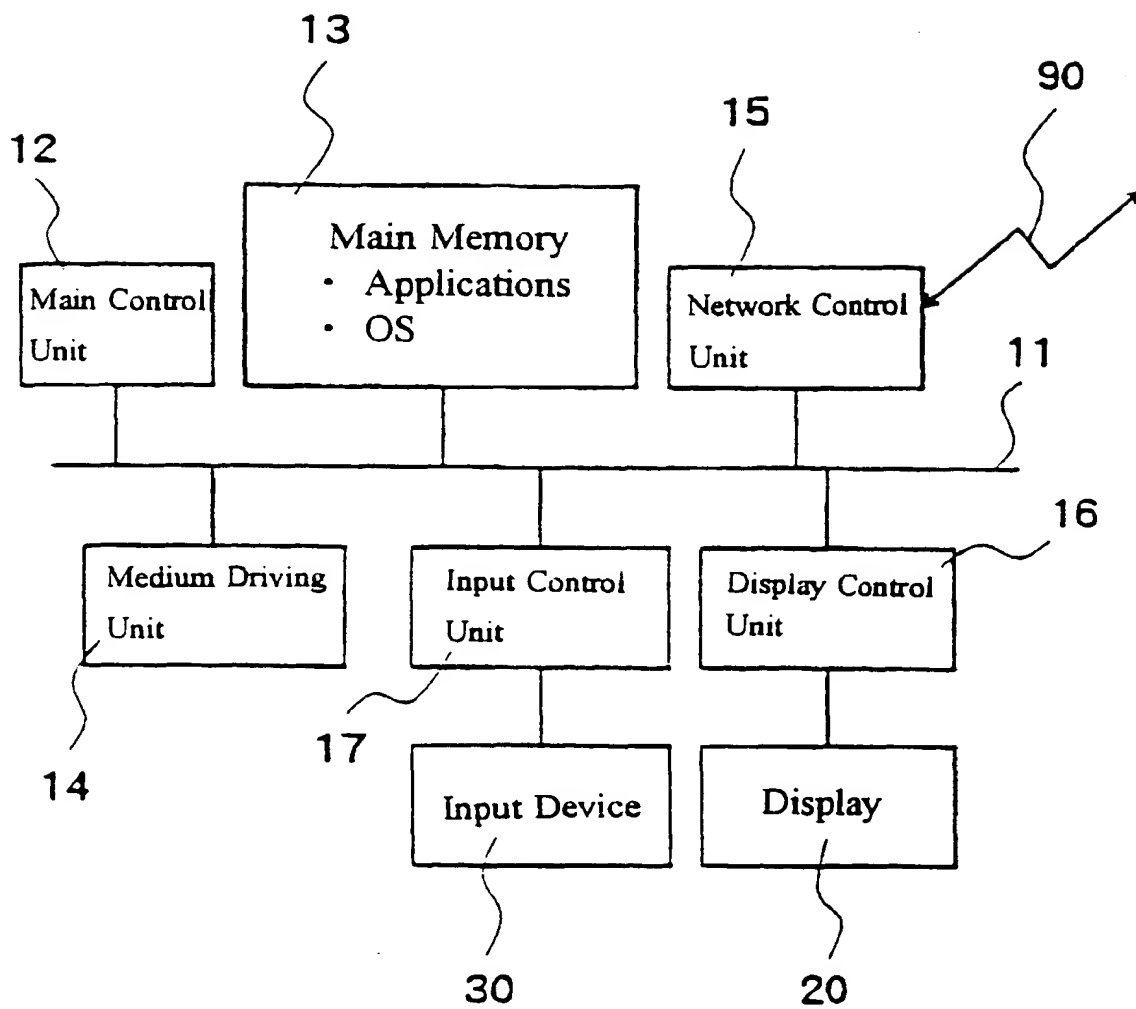 13
90
15
12
Main Memory
· Applications
· OS
Main Control
Unit
Network Control
Unit
11
16
Medium Driving
Unit
Input Control
Unit
Display Control
Unit
17
14
Input Device
Display
30
20